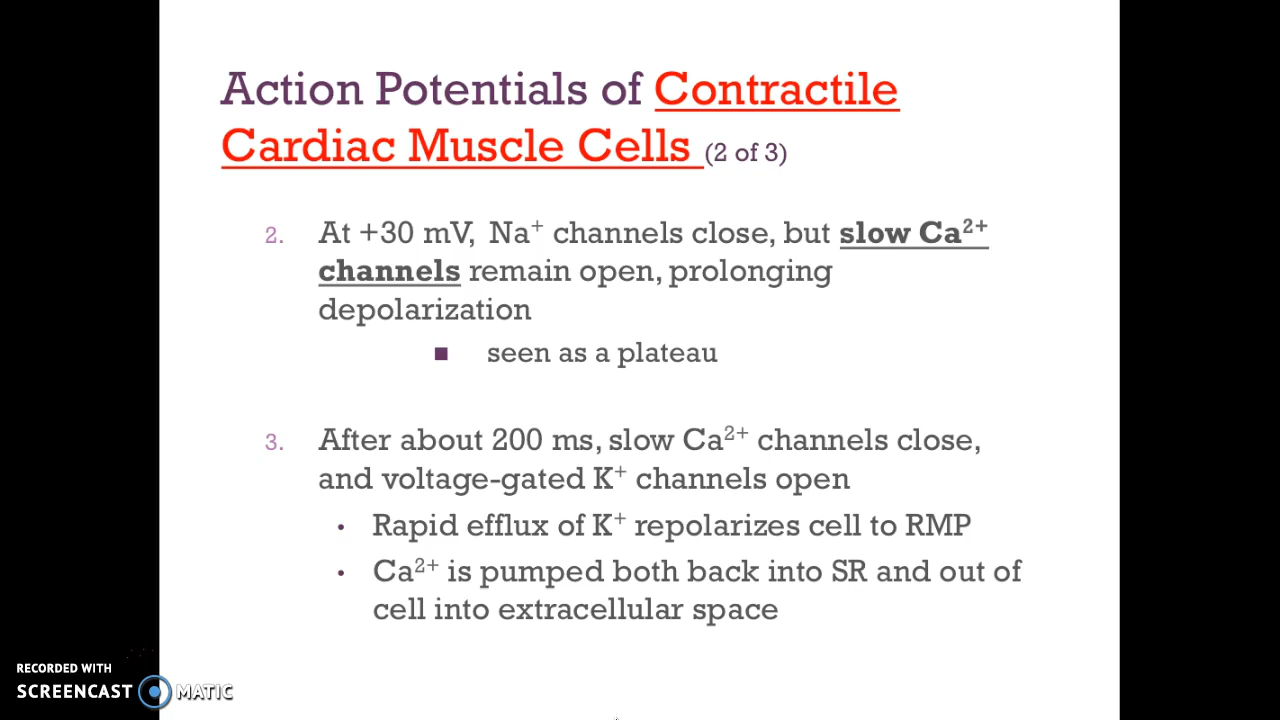 Action Potentials of Contractile
Cardiac Muscle Cells (2 of 3)
2. At +30 mV, Na⁺ channels close, but slow Ca²⁺
channels remain open, prolonging
depolarization
■ seen as a plateau
3. After about 200 ms, slow Ca²⁺ channels close,
and voltage-gated K⁺ channels open
• Rapid efflux of K⁺ repolarizes cell to RMP
• Ca²⁺ is pumped both back into SR and out of
cell into extracellular space
RECORDED WITH
SCREENCAST MATIC